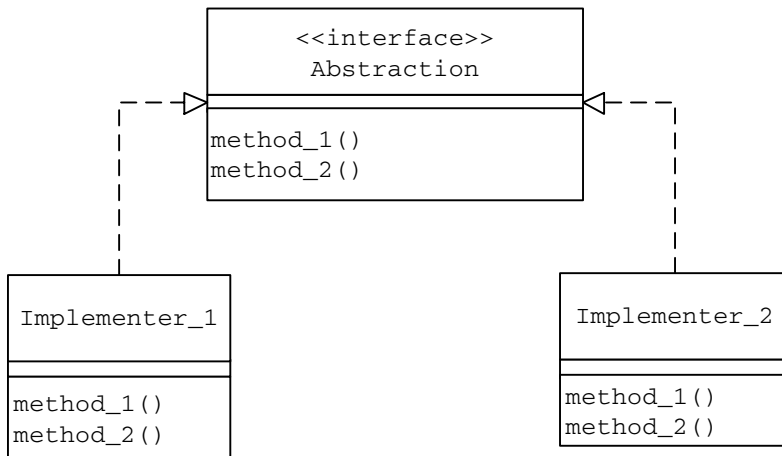 <<interface>>
Abstraction
method_1()
method_2()
Implementer_1
method_1()
method_2()
Implementer_2
method_1()
method_2()